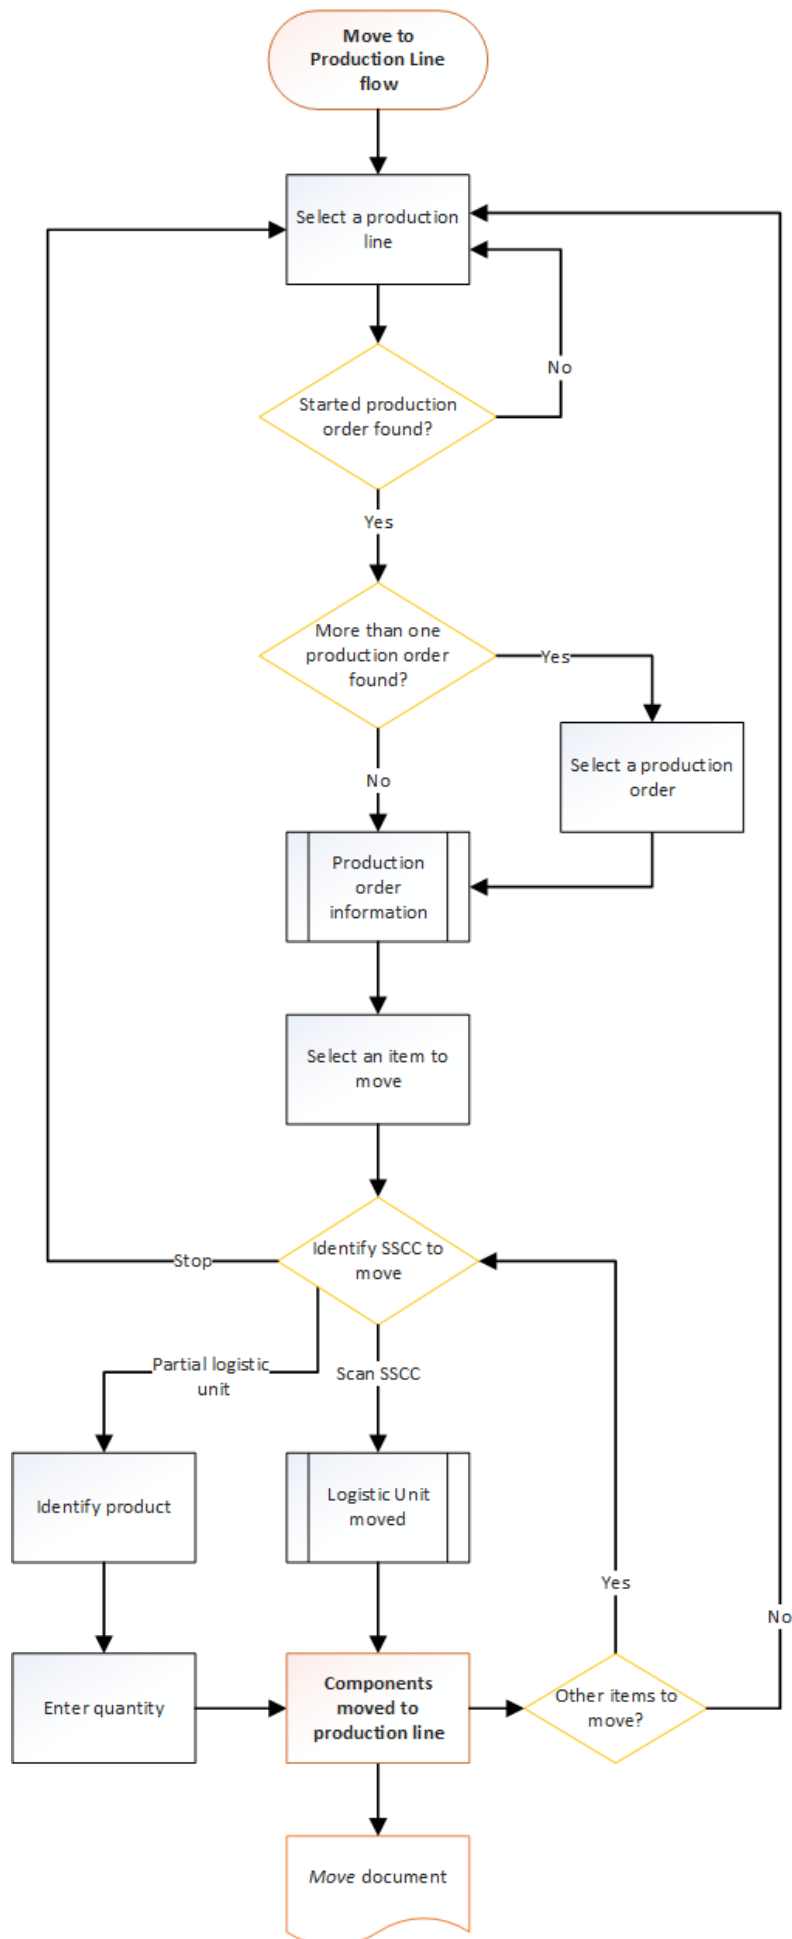 Move to
Production Line
flow
Select a production
line
No
Started production
order found?
Yes
More than one
production order
found?
Yes
Select a production
order
No
Production
order
information
Select an item to
move
Identify SSCC to
move
Stop
Partial logistic
unit
Scan SSCC
Identify product
Logistic Unit
moved
Yes
No
Enter quantity
Components
moved to
production line
Other items to
move?
Move document